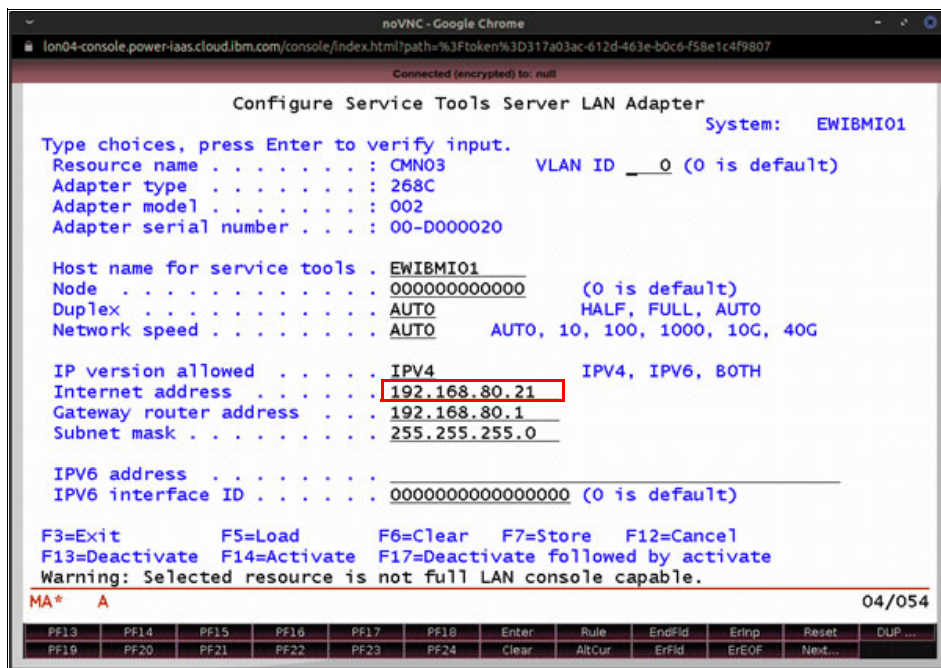 noVNC - Google Chrome
lon04-console.power-iaas.cloud.ibm.com/console/index.html?path=%3Ftoken%3D317a03ac-612d-463e-b0c6-f58e1c4f9807
Connected (encrypted) to: null
Configure Service Tools Server LAN Adapter
System: EWIBMIO1
Type choices, press Enter to verify input.
Resource name . . . . . . . : CMN03 VLAN ID _ 0 (0 is default)
Adapter type . . . . . . . : 268C
Adapter model . . . . . . . : 002
Adapter serial number . . . : 00-D000020
Host name for service tools . EWIBMIO1
Node . . . . . . . . . . . . 000000000000 (0 is default)
Duplex . . . . . . . . . . . AUTO HALF, FULL, AUTO
Network speed . . . . . . . . AUTO AUTO, 10, 100, 1000, 10G, 40G
IP version allowed . . . . . IPV4 IPV4, IPV6, BOTH
Internet address . . . . . . 192.168.80.21
Gateway router address . . . 192.168.80.1
Subnet mask . . . . . . . . . 255.255.255.0
IPV6 address . . . . . . . .
IPV6 interface ID . . . . . . 0000000000000000 (0 is default)
F3=Exit F5=Load F6=Clear F7=Store F12=Cancel
F13=Deactivate F14=Activate F17=Deactivate followed by activate
Warning: Selected resource is not full LAN console capable.
MA* A 04/054
PF13 PF14 PF15 PF16 PF17 PF18 Enter Rule EndFld ErInp Reset DUP ...
PF19 PF20 PF21 PF22 PF23 PF24 Clear AltCur ErFld ErEOF Next...